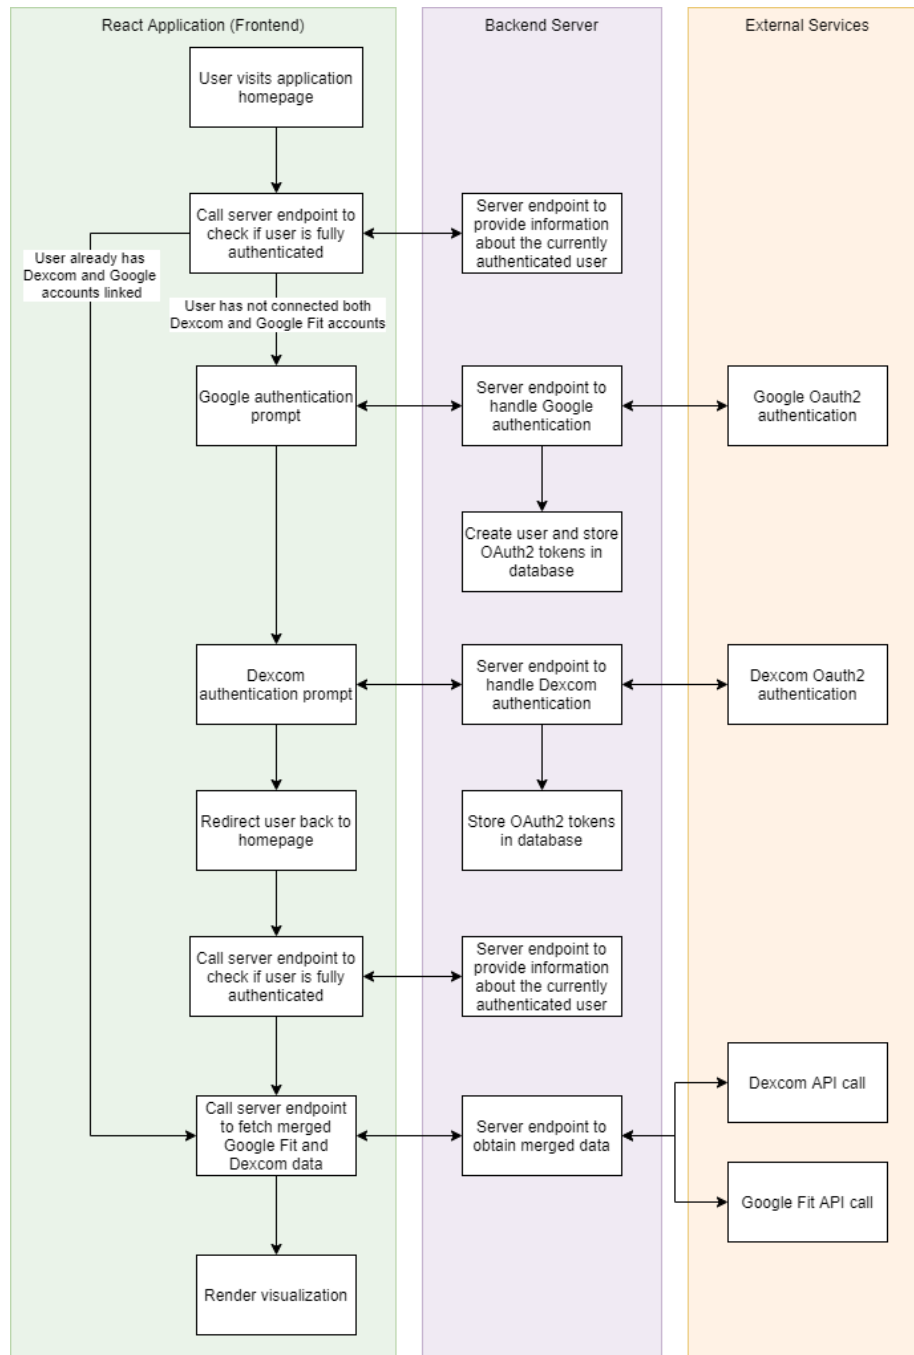 React Application (Frontend)
Backend Server
External Services
User visits application
homepage
Call server endpoint to
check if user is fully
authenticated
Server endpoint to
provide information
about the currently
authenticated user
User already has
Dexcom and Google
accounts linked
User has not connected both
Dexcom and Google Fit accounts
Google authentication
prompt
Server endpoint to
handle Google
authentication
Google Oauth2
authentication
Create user and store
OAuth2 tokens in
database
Dexcom
authentication prompt
Server endpoint to
handle Dexcom
authentication
Dexcom Oauth2
authentication
Redirect user back to
homepage
Store OAuth2 tokens
in database
Call server endpoint to
check if user is fully
authenticated
Server endpoint to
provide information
about the currently
authenticated user
Dexcom API call
Call server endpoint
to fetch merged
Google Fit and
Dexcom data
Server endpoint to
obtain merged data
Google Fit API call
Render visualization